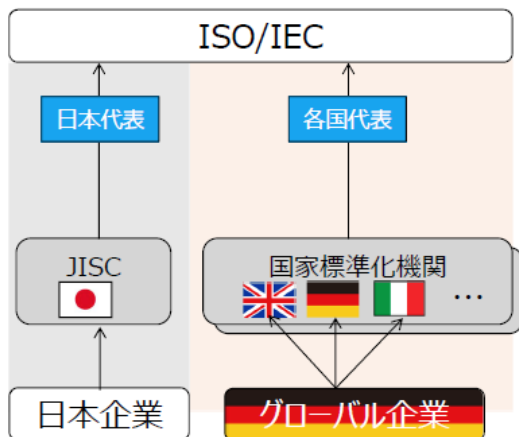 ISO/IEC
日本代表
各国代表
JISC
国家標準化機関
…
日本企業
グローバル企業